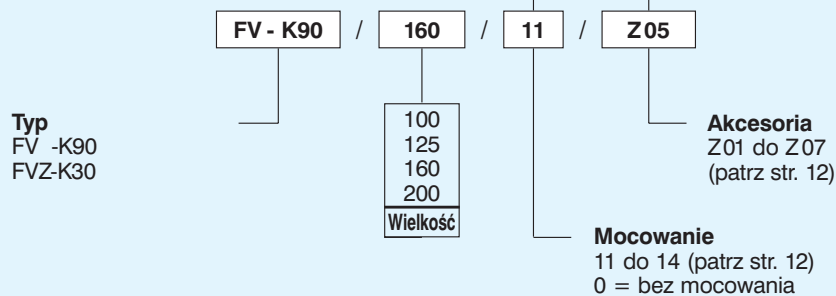 FV - K90 / 160 / 11 / Z05
Typ
FV -K90
FVZ-K30
100
125
160
200
Wielkość
Akcesoria
Z01 do Z07
(patrz str. 12)
Mocowanie
11 do 14 (patrz str. 12)
0 = bez mocowania